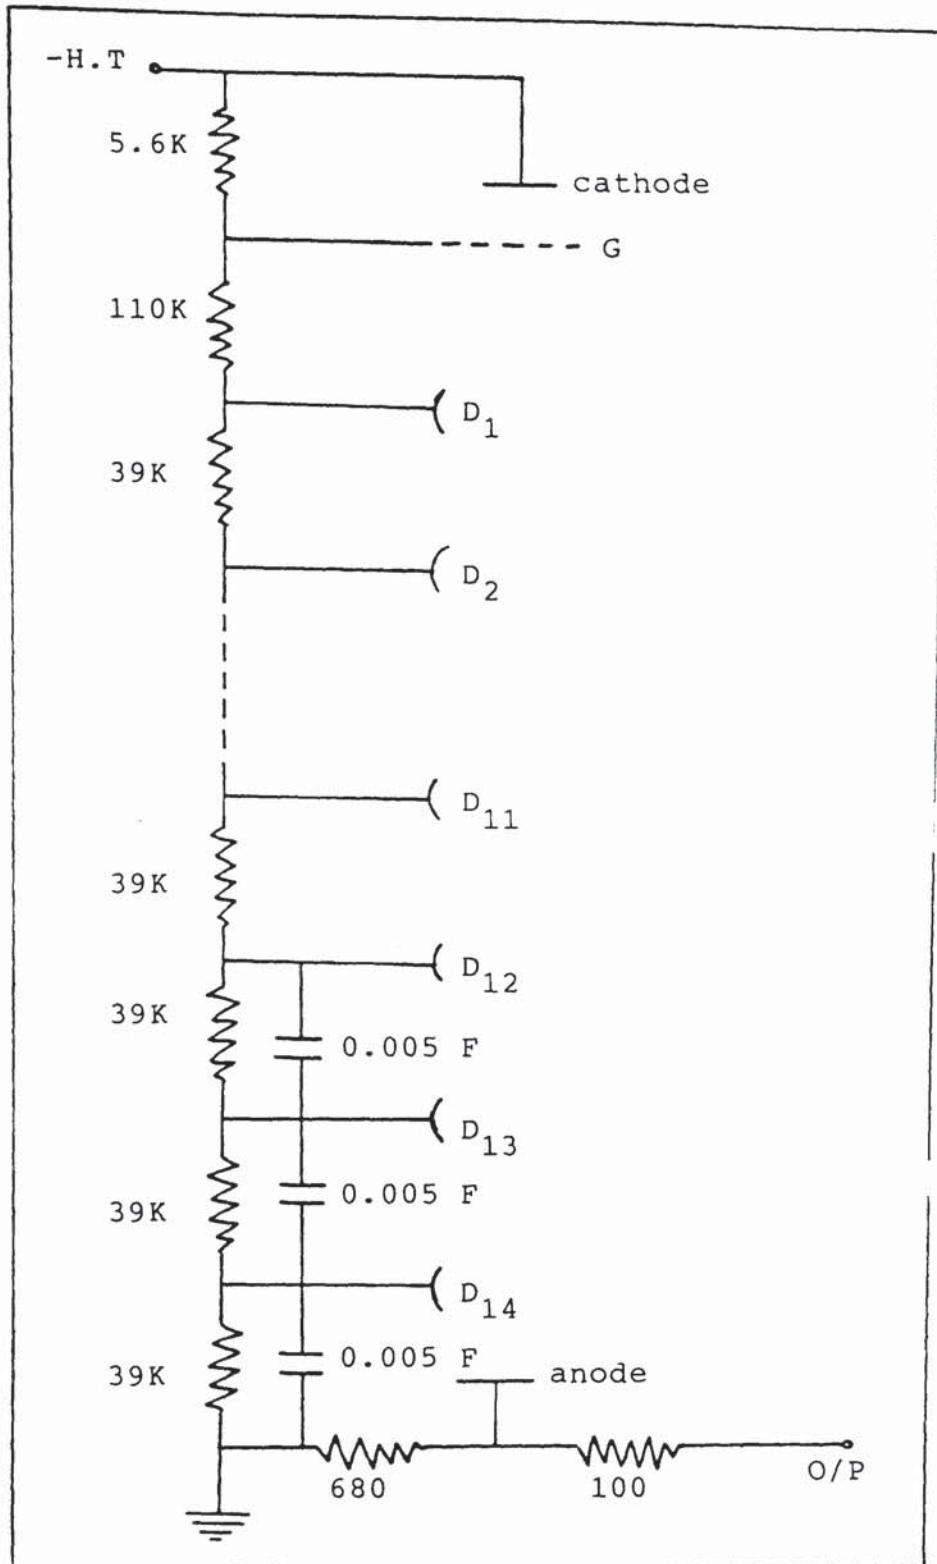 -H.T
5.6K
cathode
G
110K
D1
39K
D2
D11
39K
D12
39K
0.005 F
D13
0.005 F
39K
D14
0.005 F
39K
anode
680
100
O/P